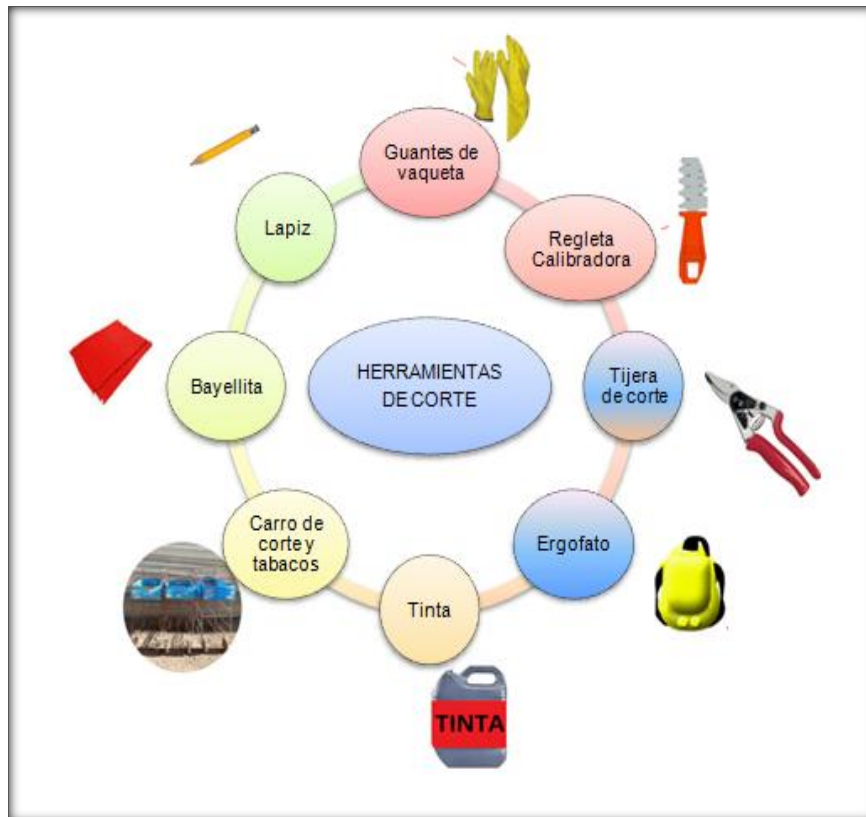 Guantes de
vaqueta
Regleta
Calibradora
Tijera
de corte
Ergofato
Tinta
TINTA
Carro de
corte y
tabacos
Bayellita
Lapiz
HERRAMIENTAS
DE CORTE